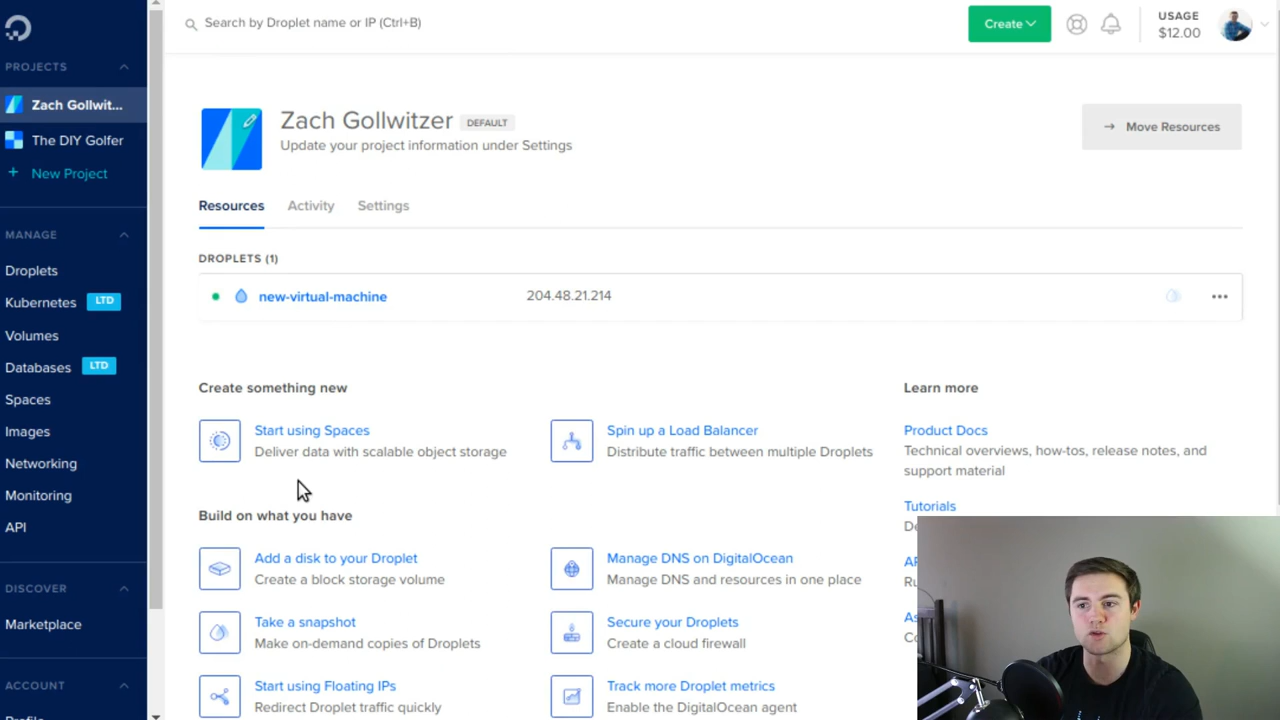 Search by Droplet name or IP (Ctrl+B)
Create
USAGE
$12.00
PROJECTS
Zach Gollwit...
The DIY Golfer
+ New Project
MANAGE
Droplets
Kubernetes LTD
Volumes
Databases LTD
Spaces
Images
Networking
Monitoring
API
DISCOVER
Marketplace
ACCOUNT
Zach Gollwitzer DEFAULT
Update your project information under Settings
→ Move Resources
Resources Activity Settings
DROPLETS (1)
new-virtual-machine 204.48.21.214
Create something new
Start using Spaces
Deliver data with scalable object storage
Spin up a Load Balancer
Distribute traffic between multiple Droplets
Build on what you have
Add a disk to your Droplet
Create a block storage volume
Manage DNS on DigitalOcean
Manage DNS and resources in one place
Take a snapshot
Make on-demand copies of Droplets
Secure your Droplets
Create a cloud firewall
Start using Floating IPs
Redirect Droplet traffic quickly
Track more Droplet metrics
Enable the DigitalOcean agent
Learn more
Product Docs
Technical overviews, how-tos, release notes, and
support material
Tutorials